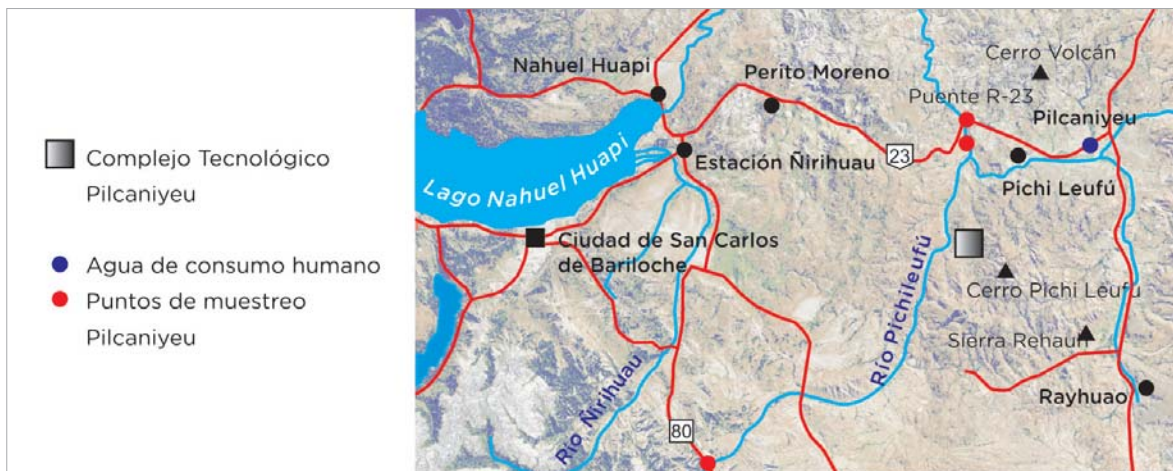 Complejo Tecnológico
Pilcaniyeu
Agua de consumo humano
Puntos de muestreo
Pilcaniyeu
Cerro Volcán
Nahuel Huapi
Perito Moreno
Puente R-23
Pilcaniyeu
Lago Nahuel Huapi
Estación Ñirihuau
23
Pichi Leufú
Ciudad de San Carlos
de Bariloche
Cerro Pichi Leufú
Río Pichileufú
Sierra Rehaun
Río Ñirihuau
Rayhuao
80